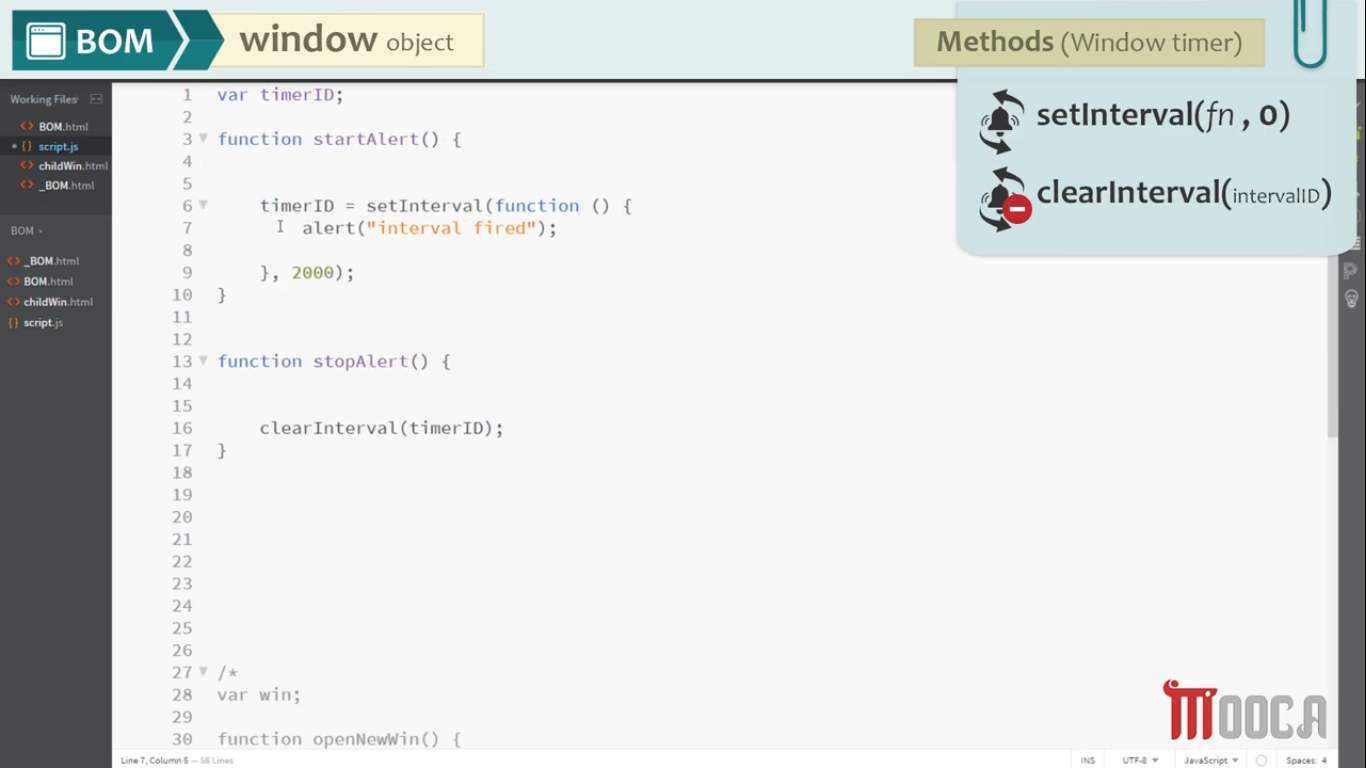 BOM
window object
Methods (Window timer)
setInterval(fn , 0)
clearInterval(intervalID)
Working Files
BOM.html
script.js
childWin.html
_BOM.html
BOM
_BOM.html
BOM.html
childWin.html
script.js
1 var timerID;
2
3 function startAlert() {
4
5
6 timerID = setInterval(function () {
7 alert("interval fired");
8
9 }, 2000);
10 }
11
12
13 function stopAlert() {
14
15
16 clearInterval(timerID);
17 }
18
19
20
21
22
23
24
25
26
27 /*
28 var win;
29
30 function openNewWin() {
MOOCA
Line 7, Column 5 — 56 Lines
INS UTF-8 JavaScript Spaces: 4